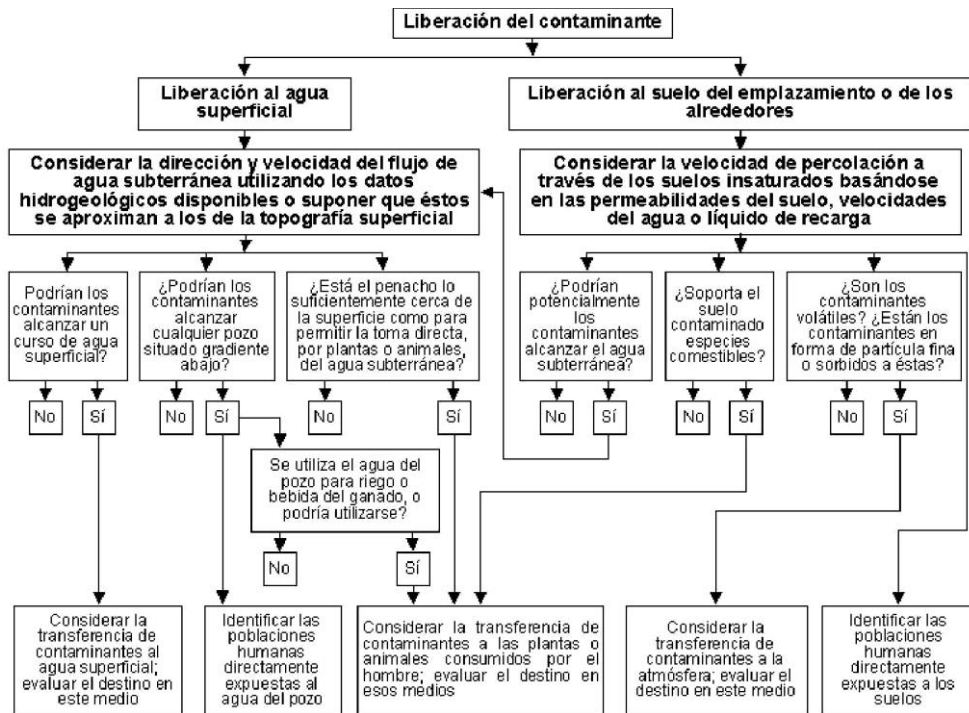 Liberación del contaminante
Liberación al agua
superficial
Liberación al suelo del emplazamiento o de los
alrededores
Considerar la dirección y velocidad del flujo de
agua subterránea utilizando los datos
hidrogeológicos disponibles o suponer que éstos
se aproximan a los de la topografía superficial
Considerar la velocidad de percolación a
través de los suelos insaturados basándose
en las permeabilidades del suelo, velocidades
del agua o líquido de recarga
Podrían los
contaminantes
alcanzar un
curso de agua
superficial?
¿Podrían los
contaminantes
alcanzar
cualquier pozo
situado gradiente
abajo?
¿Está el penacho lo
suficientemente cerca de
la superficie como para
permitir la toma directa,
por plantas o animales,
del agua subterránea?
¿Podrían
potencialmente
los
contaminantes
alcanzar el agua
subterránea?
¿Soporta el
suelo
contaminado
especies
comestibles?
¿Son los
contaminantes
volátiles? ¿Están los
contaminantes en
forma de partícula fina
o sorbidos a éstas?
No
Sí
No
Sí
No
Sí
No
Sí
No
Sí
No
Sí
Se utiliza el agua del
pozo para riego o
bebida del ganado, o
podría utilizarse?
No
Sí
Considerar la
transferencia de
contaminantes al
agua superficial;
evaluar el destino en
este medio
Identificar las
poblaciones
humanas
directamente
expuestas al
agua del pozo
Considerar la transferencia de
contaminantes a las plantas o
animales consumidos por el
hombre; evaluar el destino en
esos medios
Considerar la
transferencia de
contaminantes a la
atmósfera; evaluar el
destino en este medio
Identificar las
poblaciones
humanas
directamente
expuestas a los
suelos